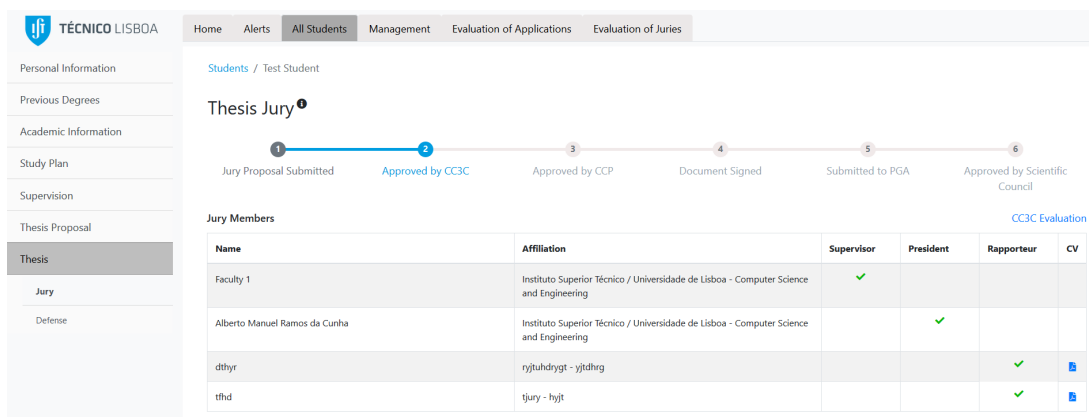 TÉCNICO LISBOA
Home Alerts All Students Management Evaluation of Applications Evaluation of Juries
Personal Information
Previous Degrees
Academic Information
Study Plan
Supervision
Thesis Proposal
Thesis
Jury
Defense
Students / Test Student
Thesis Jury
1 2 3 4 5 6
Jury Proposal Submitted Approved by CC3C Approved by CCP Document Signed Submitted to PGA Approved by Scientific
Council
Jury Members CC3C Evaluation
Name Affiliation Supervisor President Rapporteur CV
Faculty 1 Instituto Superior Técnico / Universidade de Lisboa - Computer Science
and Engineering
Alberto Manuel Ramos da Cunha Instituto Superior Técnico / Universidade de Lisboa - Computer Science
and Engineering
dthyr ryjtuhdrygt - yjtdhrg
tfhd tjury - hyjt